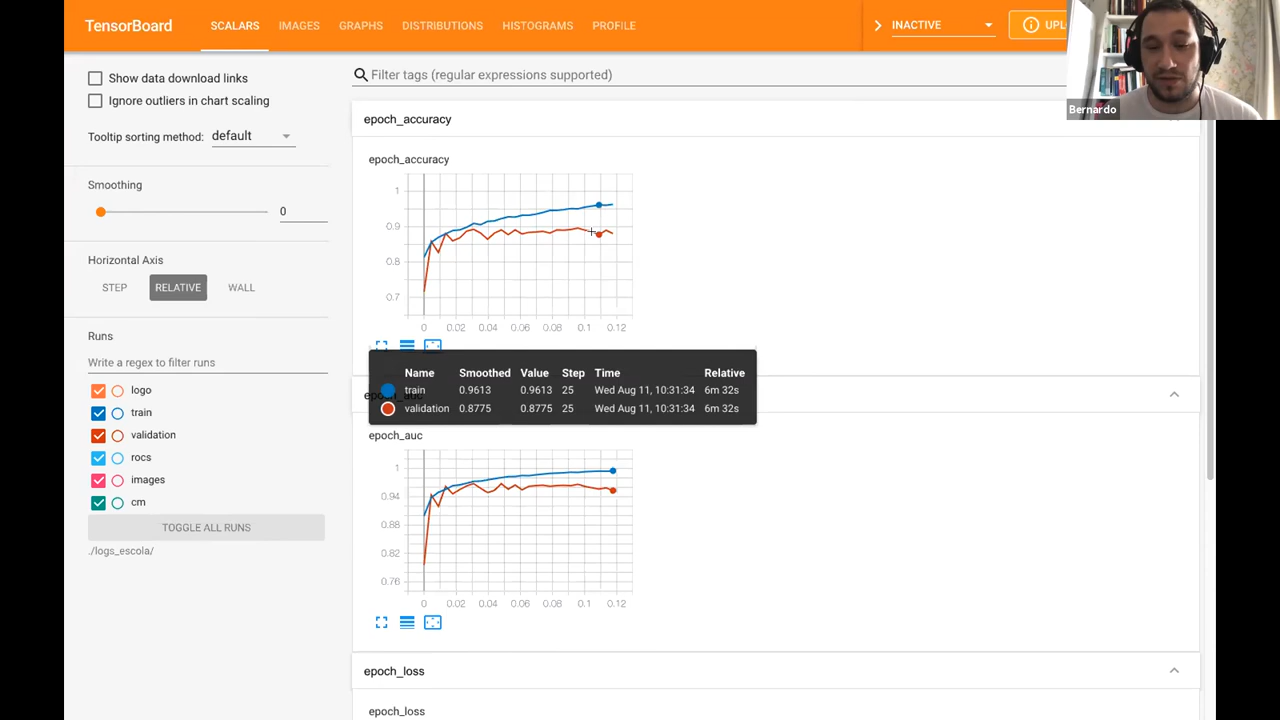 TensorBoard
SCALARS
IMAGES
GRAPHS
DISTRIBUTIONS
HISTOGRAMS
PROFILE
INACTIVE
Bernardo
Show data download links
Ignore outliers in chart scaling
Tooltip sorting method: default
Smoothing
0
Horizontal Axis
STEP
RELATIVE
WALL
Runs
Write a regex to filter runs
logo
train
validation
rocs
images
cm
TOGGLE ALL RUNS
./logs_escola/
Filter tags (regular expressions supported)
epoch_accuracy
epoch_accuracy
1
0.9
0.8
0.7
0 0.02 0.04 0.06 0.08 0.1 0.12
Name Smoothed Value Step Time Relative
train 0.9613 0.9613 25 Wed Aug 11, 10:31:34 6m 32s
validation 0.8775 0.8775 25 Wed Aug 11, 10:31:34 6m 32s
epoch_auc
1
0.94
0.88
0.82
0.76
0 0.02 0.04 0.06 0.08 0.1 0.12
epoch_loss
epoch_loss